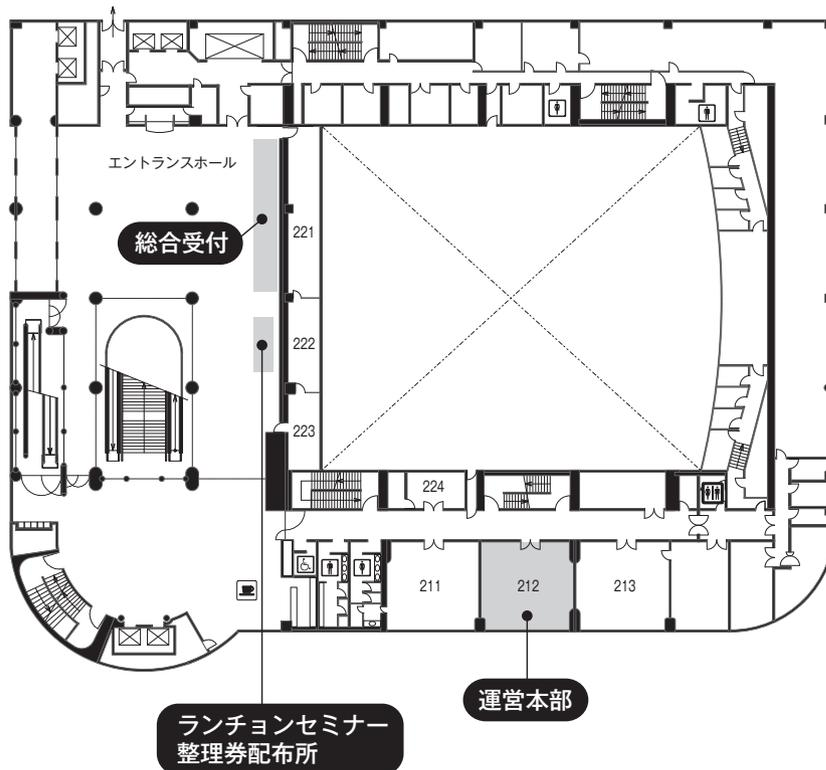 エントランスホール
総合受付
221
222
223
224
211
212
213
運営本部
ランチョンセミナー
整理券配布所